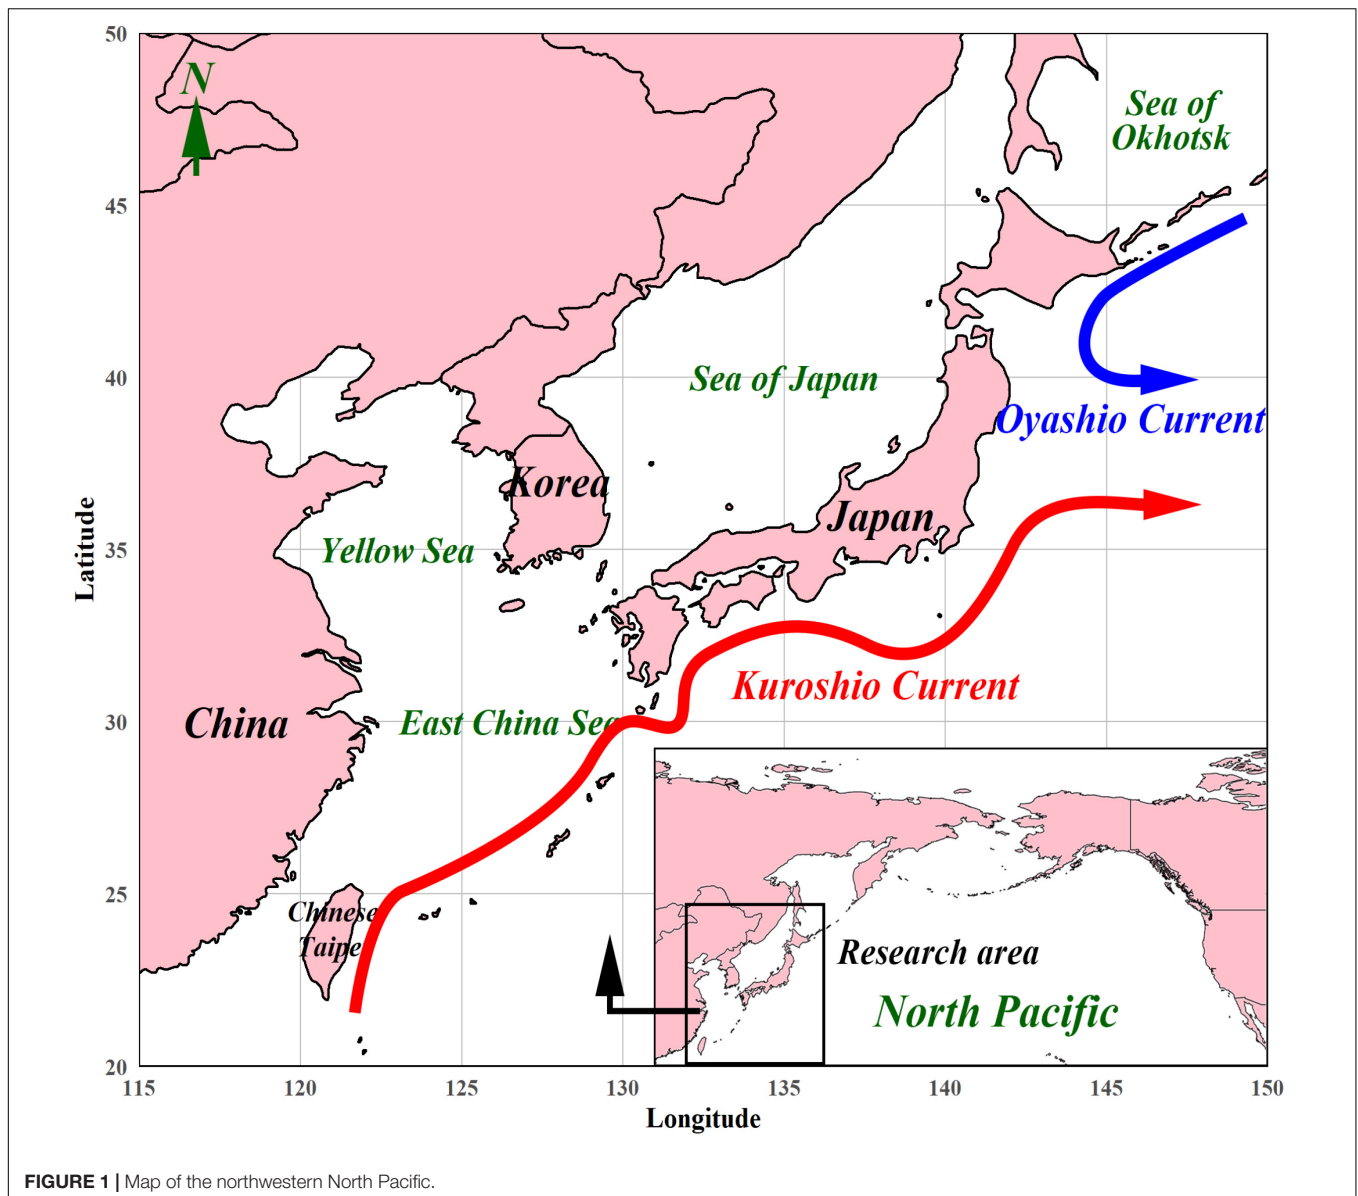 50
N
Sea of
Okhotsk
45
Sea of Japan
40
Oyashio Current
Korea
Japan
Latitude
35
Yellow Sea
Kuroshio Current
China
30
East China Sea
25
Chinese
Taipei
Research area
North Pacific
20
115
120
125
130
135
140
145
150
Longitude
FIGURE 1 | Map of the northwestern North Pacific.